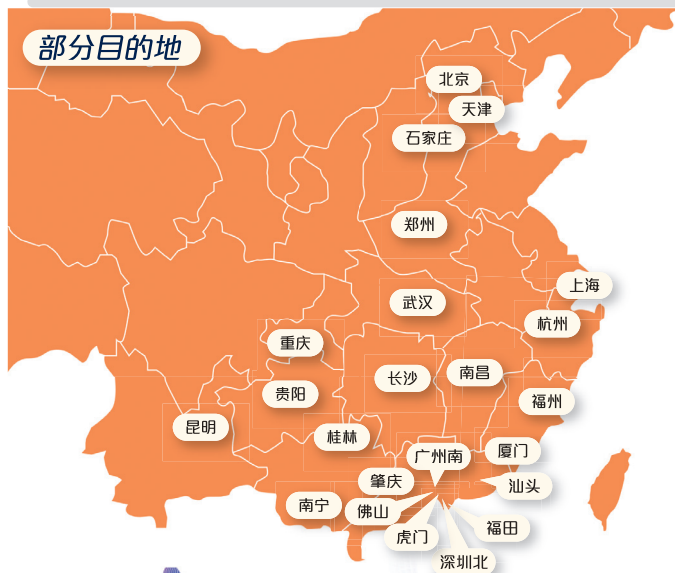 部分目的地
北京
天津
石家庄
郑州
上海
武汉
杭州
重庆
南昌
长沙
贵阳
福州
昆明
桂林
厦门
广州南
肇庆
汕头
南宁
佛山
福田
虎门
深圳北